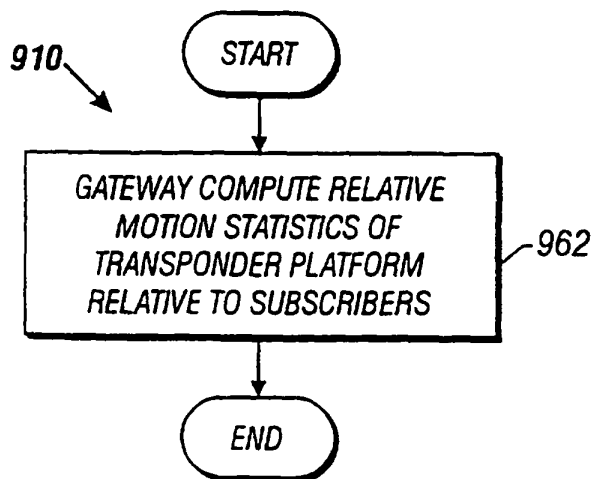 910
START
GATEWAY COMPUTE RELATIVE
MOTION STATISTICS OF
TRANSPONDER PLATFORM
RELATIVE TO SUBSCRIBERS
962
END